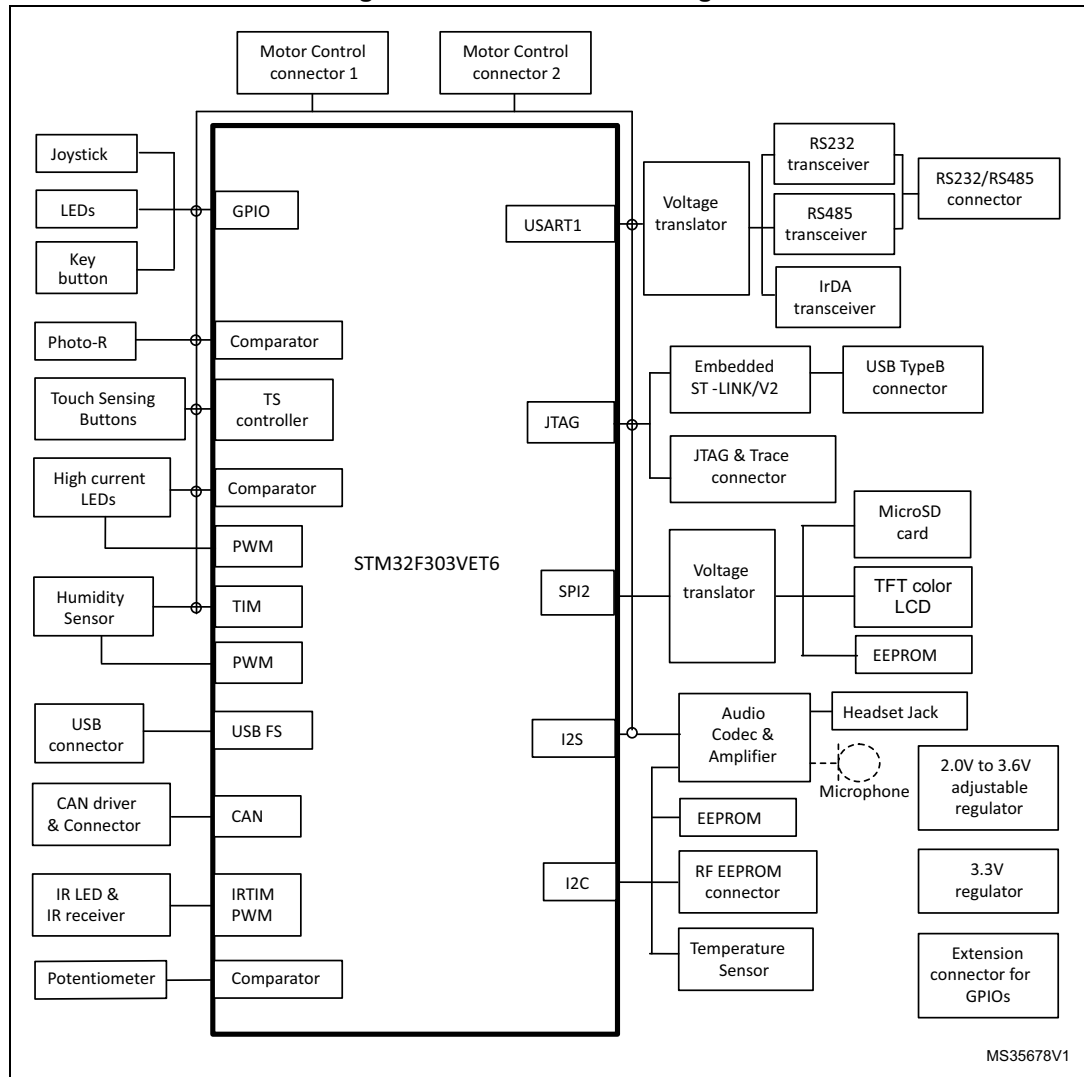 Motor Control
connector 1
Motor Control
connector 2
Joystick
LEDs
Key
button
Photo-R
Touch Sensing
Buttons
High current
LEDs
Humidity
Sensor
USB
connector
CAN driver
& Connector
IR LED &
IR receiver
Potentiometer
GPIO
Comparator
TS
controller
Comparator
PWM
TIM
PWM
USB FS
CAN
IRTIM
PWM
Comparator
STM32F303VET6
USART1
JTAG
SPI2
I2S
I2C
Voltage
translator
RS232
transceiver
RS485
transceiver
IrDA
transceiver
RS232/RS485
connector
Embedded
ST -LINK/V2
USB TypeB
connector
JTAG & Trace
connector
Voltage
translator
MicroSD
card
TFT color
LCD
EEPROM
Audio
Codec &
Amplifier
Headset Jack
Microphone
EEPROM
RF EEPROM
connector
Temperature
Sensor
2.0V to 3.6V
adjustable
regulator
3.3V
regulator
Extension
connector for
GPIOs
MS35678V1